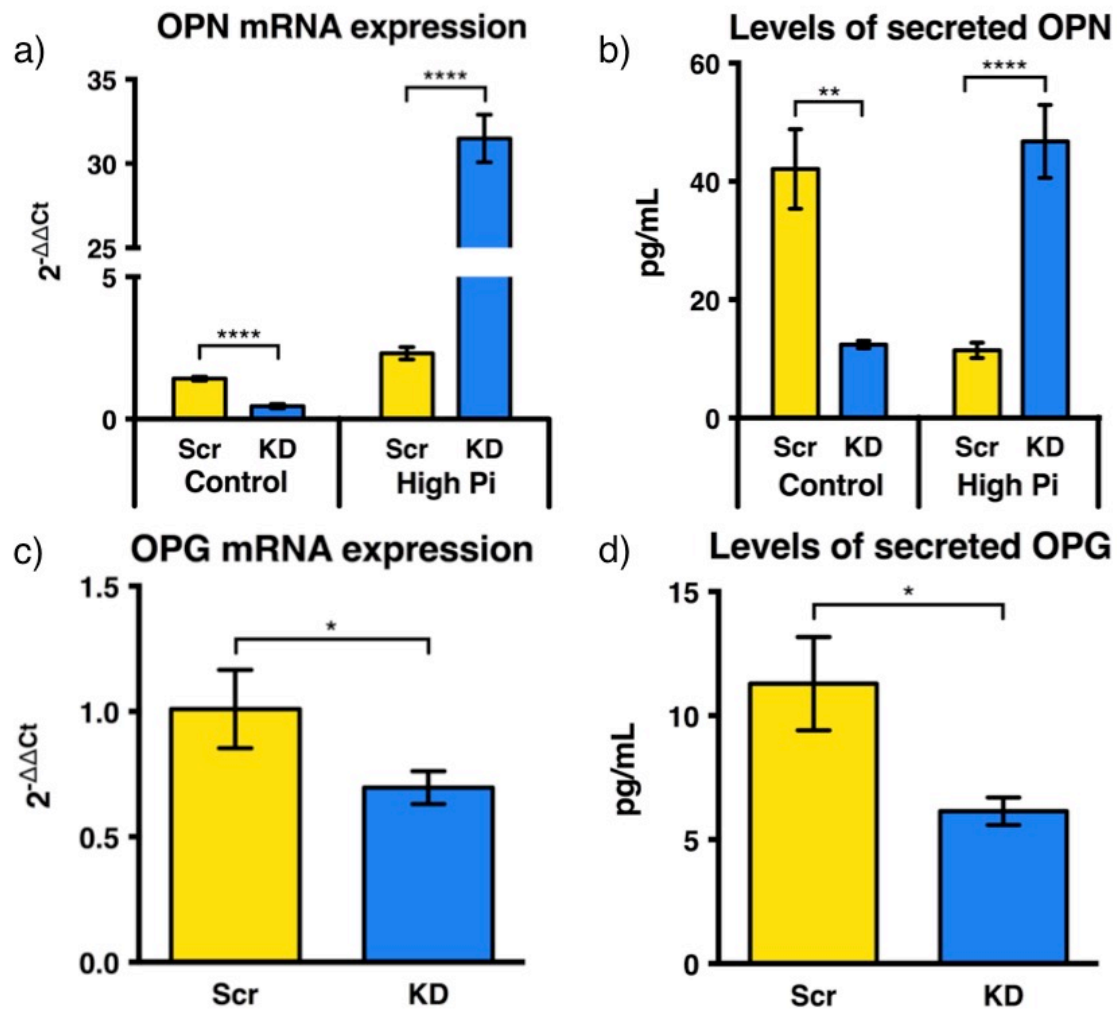 a)
OPN mRNA expression
2-ΔΔCt
35
30
25
5
0
****
****
Scr KD Scr KD
Control High Pi
b)
Levels of secreted OPN
pg/mL
60
40
20
0
**
****
Scr KD Scr KD
Control High Pi
c)
OPG mRNA expression
2-ΔΔCt
1.5
1.0
0.5
0.0
*
Scr KD
d)
Levels of secreted OPG
pg/mL
15
10
5
0
*
Scr KD